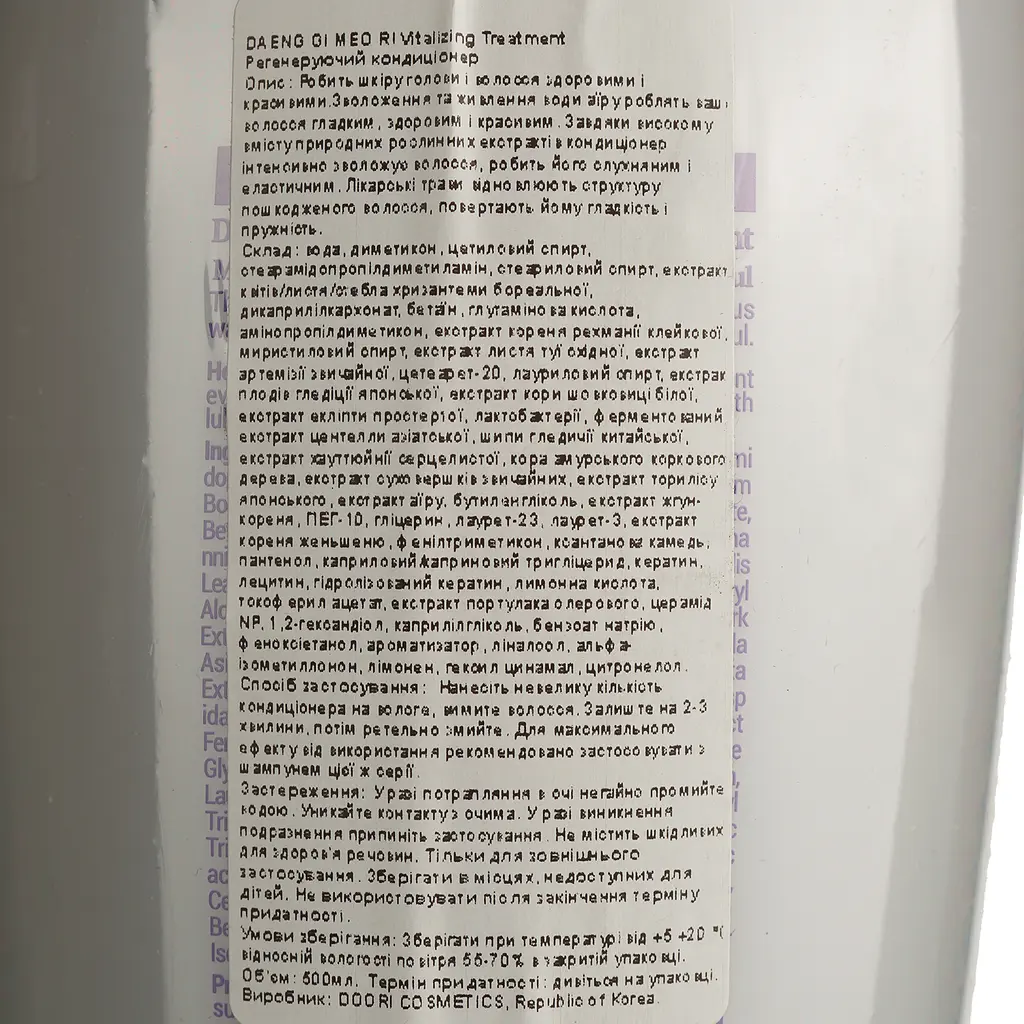 DAENG GI MEO RI Vitalizing Treatment
Регенеруючий кондиціонер
Опис: Робить шкіру голови і волосся здоровими і
красивими. Зволоження та живлення води аїру роблять ваш
волосся гладким, здоровим і красивим. Завдяки високому
вмісту природних рослинних екстрактів кондиціонер
інтенсивно зволожує волосся, робить його слухняним і
еластичним. Лікарські трави відновлюють структуру
пошкодженого волосся, повертають йому гладкість і
пружність.
Склад: вода, диметикон, цетиловий спирт,
стеарамідопропілдиметиламін, стеариловий спирт, екстракт
квітів/листя/стебла хризантеми бореальної,
дикаприлілкархонат, бетаїн, глутамінова кислота,
амінопропілдиметикон, екстракт кореня рехманії клейкової,
миристиловий спирт, екстракт листя туї східної, екстракт
артемізії звичайної, цетеарет-20, лауриловий спирт, екстрак
плодів гледіції японської, екстракт кори шовковиці білої,
екстракт екліпти простертої, лактобактерії, ферментований
екстракт центелли азіатської, шипи гледичії китайської,
екстракт хауттюйнії серцелистої, кора амурського коркового
дерева, екстракт суховершків звичайних, екстракт торилісу
японського, екстракт аїру, бутиленгліколь, екстракт жгун-
кореня, ПЕГ-10, гліцерин, лаурет-23, лаурет-3, екстракт
кореня женьшеню, фенілтриметикон, ксантанова камедь,
пантенол, каприловий/каприновий тригліцерид, кератин,
лецитин, гідролізований кератин, лимонна кислота,
токоферил ацетат, екстракт портулака олерового, церамід
NP, 1,2-гександіол, каприлілгліколь, бензоат натрію,
феноксіетанол, ароматизатор, ліналоол, альфа-
ізометиллонон, лімонен, гексил цинамал, цитронелол.
Спосіб застосування: Нанесіть невелику кількість
кондиціонера на вологе, вимите волосся. Залиште на 2-3
хвилини, потім ретельно змийте. Для максимального
ефекту від використання рекомендовано застосовувати з
шампунем цієї ж серії.
Застереження: У разі потрапляння в очі негайно промийте
водою. Уникайте контакту з очима. У разі виникнення
подразнення припиніть застосування. Не містить шкідливих
для здоров'я речовин. Тільки для зовнішнього
застосування. Зберігати в місцях, недоступних для
дітей. Не використовувати після закінчення терміну
придатності.
Умови зберігання: Зберігати при температурі від +5 +20 °C
відносній вологості повітря 55-70% в закритій упаковці.
Об'єм: 500мл. Термін придатності: дивіться на упаковці.
Виробник: DOORI COSMETICS, Republic of Korea.